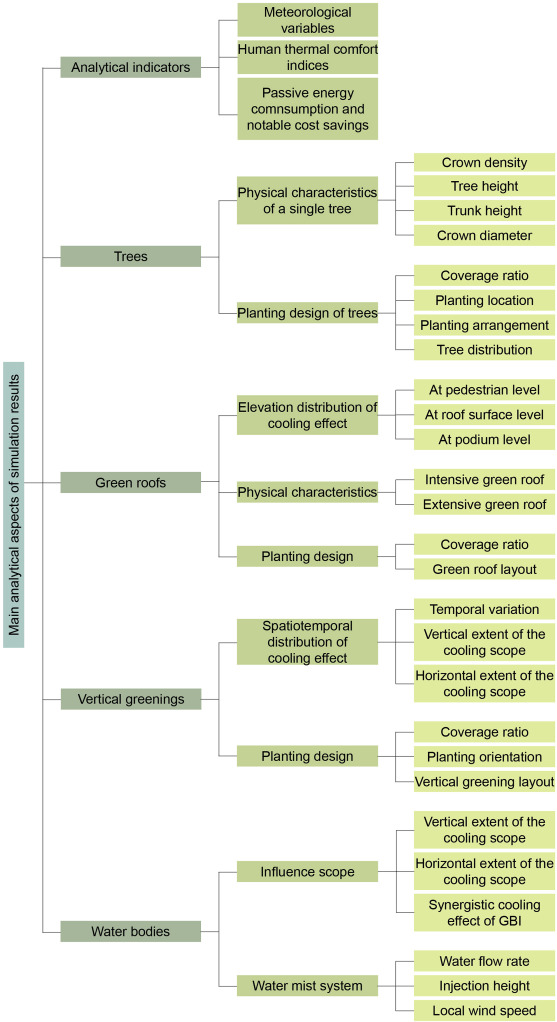 Main analytical aspects of simulation results
Analytical indicators
Meteorological
variables
Human thermal comfort
indices
Passive energy
comnsumption and
notable cost savings
Trees
Physical characteristics
of a single tree
Crown density
Tree height
Trunk height
Crown diameter
Planting design of trees
Coverage ratio
Planting location
Planting arrangement
Tree distribution
Green roofs
Elevation distribution of
cooling effect
At pedestrian level
At roof surface level
At podium level
Physical characteristics
Intensive green roof
Extensive green roof
Planting design
Coverage ratio
Green roof layout
Vertical greenings
Spatiotemporal
distribution of
cooling effect
Temporal variation
Vertical extent of the
cooling scope
Horizontal extent of the
cooling scope
Planting design
Coverage ratio
Planting orientation
Vertical greening layout
Water bodies
Influence scope
Vertical extent of the
cooling scope
Horizontal extent of the
cooling scope
Synergistic cooling
effect of GBI
Water mist system
Water flow rate
Injection height
Local wind speed